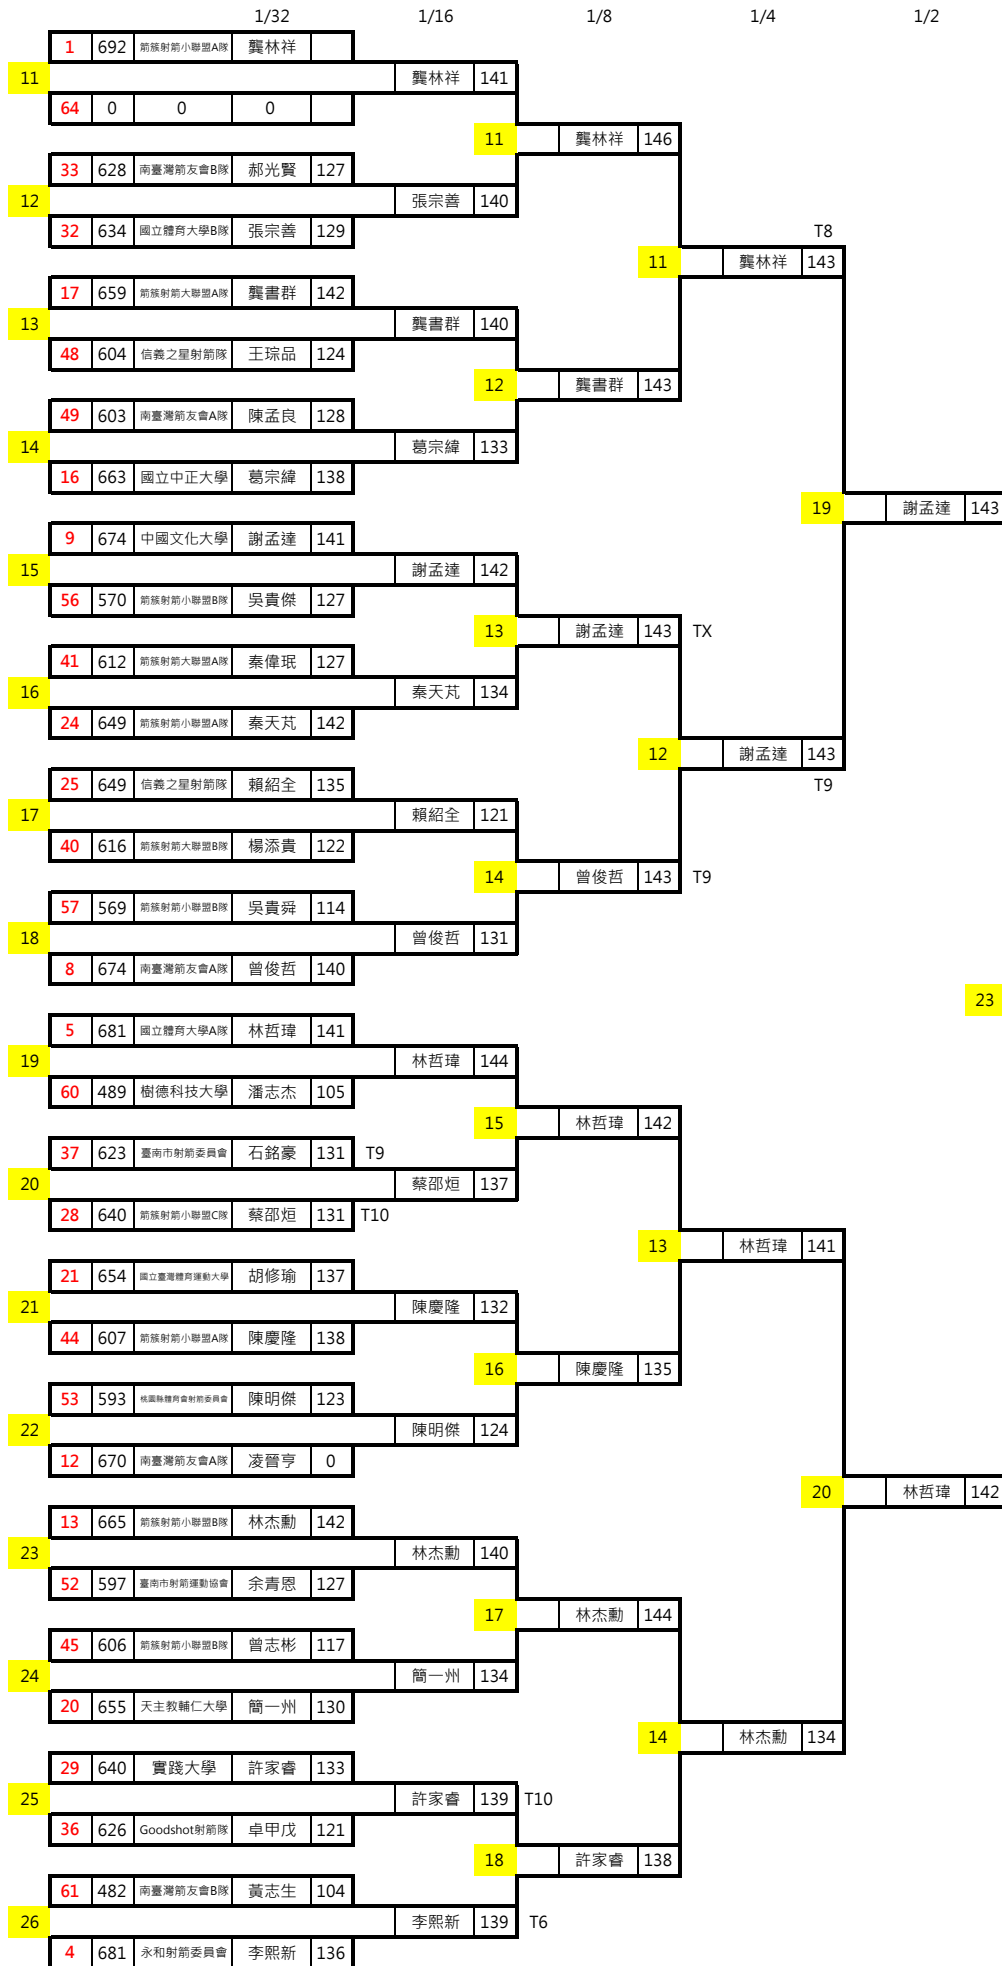 1/32 1/16 1/8 1/4 1/2
1 692 箭簇射箭小聯盟A隊 龔林祥
11 龔林祥 141
64 0 0 0
11 龔林祥 146
33 628 南臺灣箭友會B隊 郝光賢 127
12 張宗善 140
32 634 國立體育大學B隊 張宗善 129 T8
11 龔林祥 143
17 659 箭簇射箭大聯盟A隊 龔書群 142
13 龔書群 140
48 604 信義之星射箭隊 王琮品 124
12 龔書群 143
49 603 南臺灣箭友會A隊 陳孟良 128
14 葛宗緯 133
16 663 國立中正大學 葛宗緯 138
19 謝孟達 143
9 674 中國文化大學 謝孟達 141
15 謝孟達 142
56 570 箭簇射箭小聯盟B隊 吳貴傑 127
13 謝孟達 143 TX
41 612 箭簇射箭大聯盟A隊 秦偉珉 127
16 秦天芃 134
24 649 箭簇射箭小聯盟A隊 秦天芃 142
12 謝孟達 143
25 649 信義之星射箭隊 賴紹全 135 T9
17 賴紹全 121
40 616 箭簇射箭大聯盟B隊 楊添貴 122
14 曾俊哲 143 T9
57 569 箭簇射箭小聯盟B隊 吳貴舜 114
18 曾俊哲 131
8 674 南臺灣箭友會A隊 曾俊哲 140
23
5 681 國立體育大學A隊 林哲瑋 141
19 林哲瑋 144
60 489 樹德科技大學 潘志杰 105
15 林哲瑋 142
37 623 臺南市射箭委員會 石銘豪 131 T9
20 蔡邵烜 137
28 640 箭簇射箭小聯盟C隊 蔡邵烜 131 T10
13 林哲瑋 141
21 654 國立臺灣體育運動大學 胡修瑜 137
21 陳慶隆 132
44 607 箭簇射箭小聯盟A隊 陳慶隆 138
16 陳慶隆 135
53 593 桃園縣體育會射箭委員會 陳明傑 123
22 陳明傑 124
12 670 南臺灣箭友會A隊 凌晉亨 0
20 林哲瑋 142
13 665 箭簇射箭小聯盟B隊 林杰勳 142
23 林杰勳 140
52 597 臺南市射箭運動協會 余青恩 127
17 林杰勳 144
45 606 箭簇射箭小聯盟B隊 曾志彬 117
24 簡一州 134
20 655 天主教輔仁大學 簡一州 130
14 林杰勳 134
29 640 實踐大學 許家睿 133
25 許家睿 139 T10
36 626 Goodshot射箭隊 卓甲戊 121
18 許家睿 138
61 482 南臺灣箭友會B隊 黃志生 104
26 李熙新 139 T6
4 681 永和射箭委員會 李熙新 136